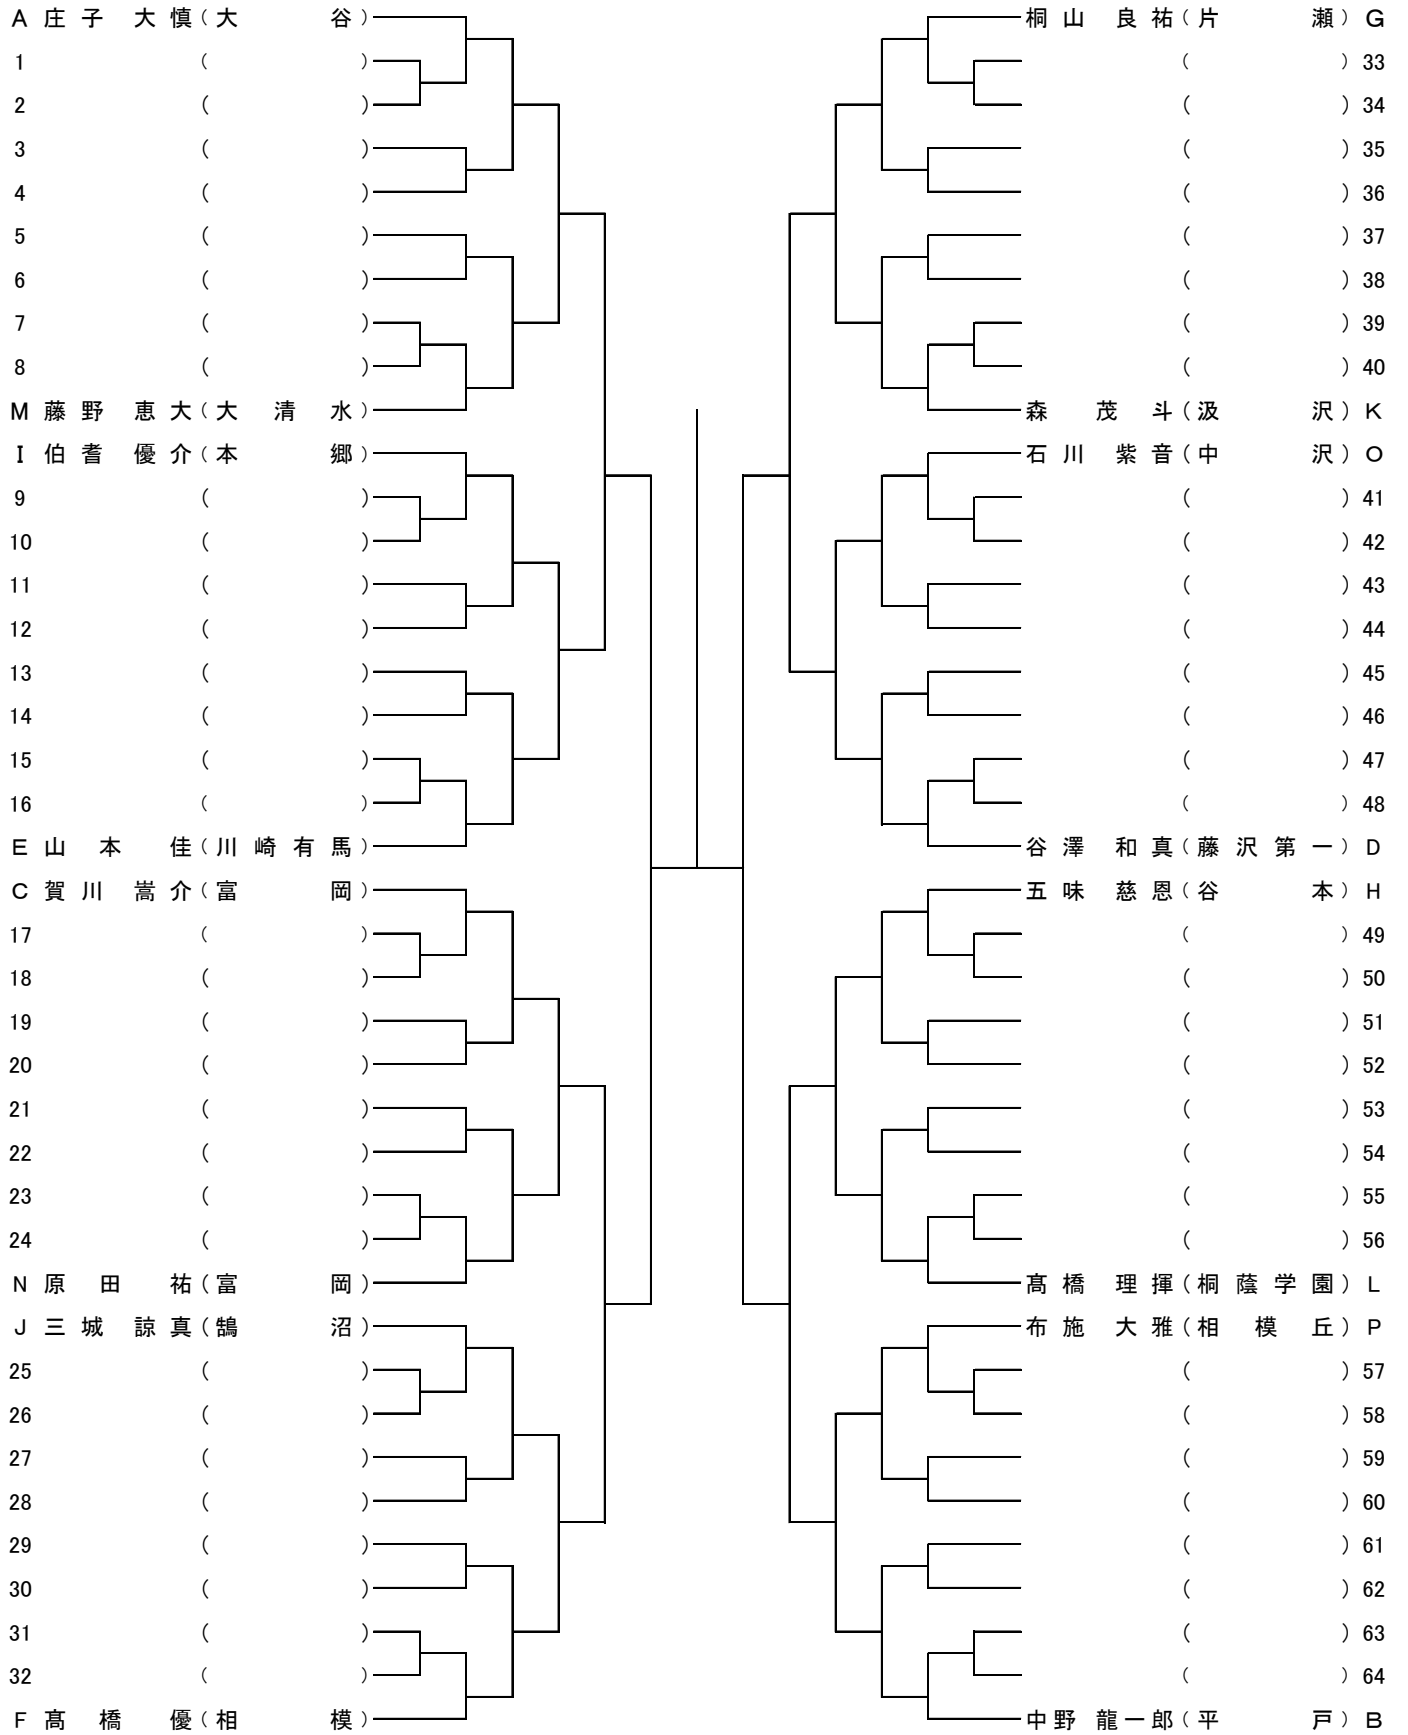 A 庄子 大慎（大 谷）
1 （ ）
2 （ ）
3 （ ）
4 （ ）
5 （ ）
6 （ ）
7 （ ）
8 （ ）
M 藤野 恵大（大 清 水）
I 伯耆 優介（本 郷）
9 （ ）
10 （ ）
11 （ ）
12 （ ）
13 （ ）
14 （ ）
15 （ ）
16 （ ）
E 山本 佳（川 崎 有 馬）
C 賀川 嵩介（富 岡）
17 （ ）
18 （ ）
19 （ ）
20 （ ）
21 （ ）
22 （ ）
23 （ ）
24 （ ）
N 原田 祐（富 岡）
J 三城 諒真（鵠 沼）
25 （ ）
26 （ ）
27 （ ）
28 （ ）
29 （ ）
30 （ ）
31 （ ）
32 （ ）
F 髙橋 優（相 模）
桐山 良祐（片 瀬）G
（ ）33
（ ）34
（ ）35
（ ）36
（ ）37
（ ）38
（ ）39
（ ）40
森 茂斗（汲 沢）K
石川 紫音（中 沢）O
（ ）41
（ ）42
（ ）43
（ ）44
（ ）45
（ ）46
（ ）47
（ ）48
谷澤 和真（藤 沢 第 一）D
五味 慈恩（谷 本）H
（ ）49
（ ）50
（ ）51
（ ）52
（ ）53
（ ）54
（ ）55
（ ）56
髙橋 理揮（桐 蔭 学 園）L
布施 大雅（相 模 丘）P
（ ）57
（ ）58
（ ）59
（ ）60
（ ）61
（ ）62
（ ）63
（ ）64
中野 龍一郎（平 戸）B